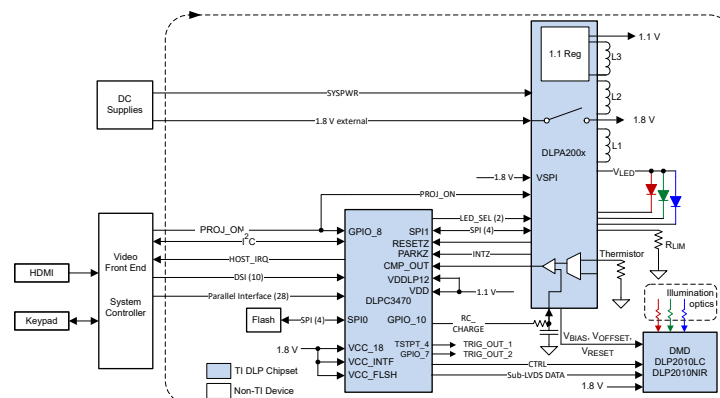 1.1 V
1.1 Reg
L3
DC
Supplies
SYSPWR
L2
1.8 V external
1.8 V
DLPA200x
L1
1.8 V
VSPI
VLED
PROJ_ON
PROJ_ON
GPIO_8
LED_SEL (2)
I2C
SPI1
SPI (4)
RLIM
Video
Front End
System
Controller
HOST_IRQ
RESETZ
PARKZ
INTZ
Thermistor
HDMI
DSI (10)
CMP_OUT
VDDLP12
Parallel Interface (28)
DLPC3470
VDD
1.1 V
Illumination
optics
Keypad
Flash
SPI (4)
SPI0
GPIO_10
RC_
CHARGE
VBIAS, VOFFSET,
VRESET
1.8 V
VCC_18
TSTPT_4
TRIG_OUT_1
VCC_INTF
GPIO_7
TRIG_OUT_2
DMD
DLP2010LC
DLP2010NIR
TI DLP Chipset
CTRL
VCC_FLSH
Sub-LVDS DATA
Non-TI Device
1.8 V